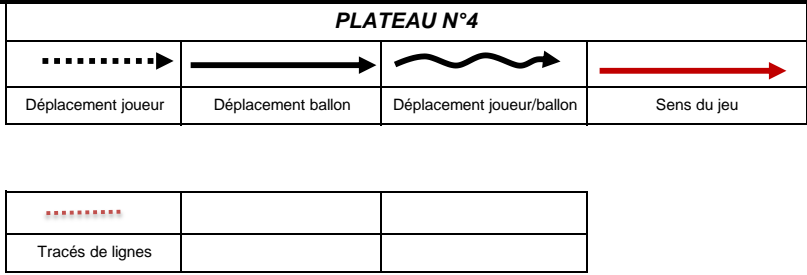 PLATEAU N°4
Déplacement joueur Déplacement ballon Déplacement joueur/ballon Sens du jeu
Tracés de lignes